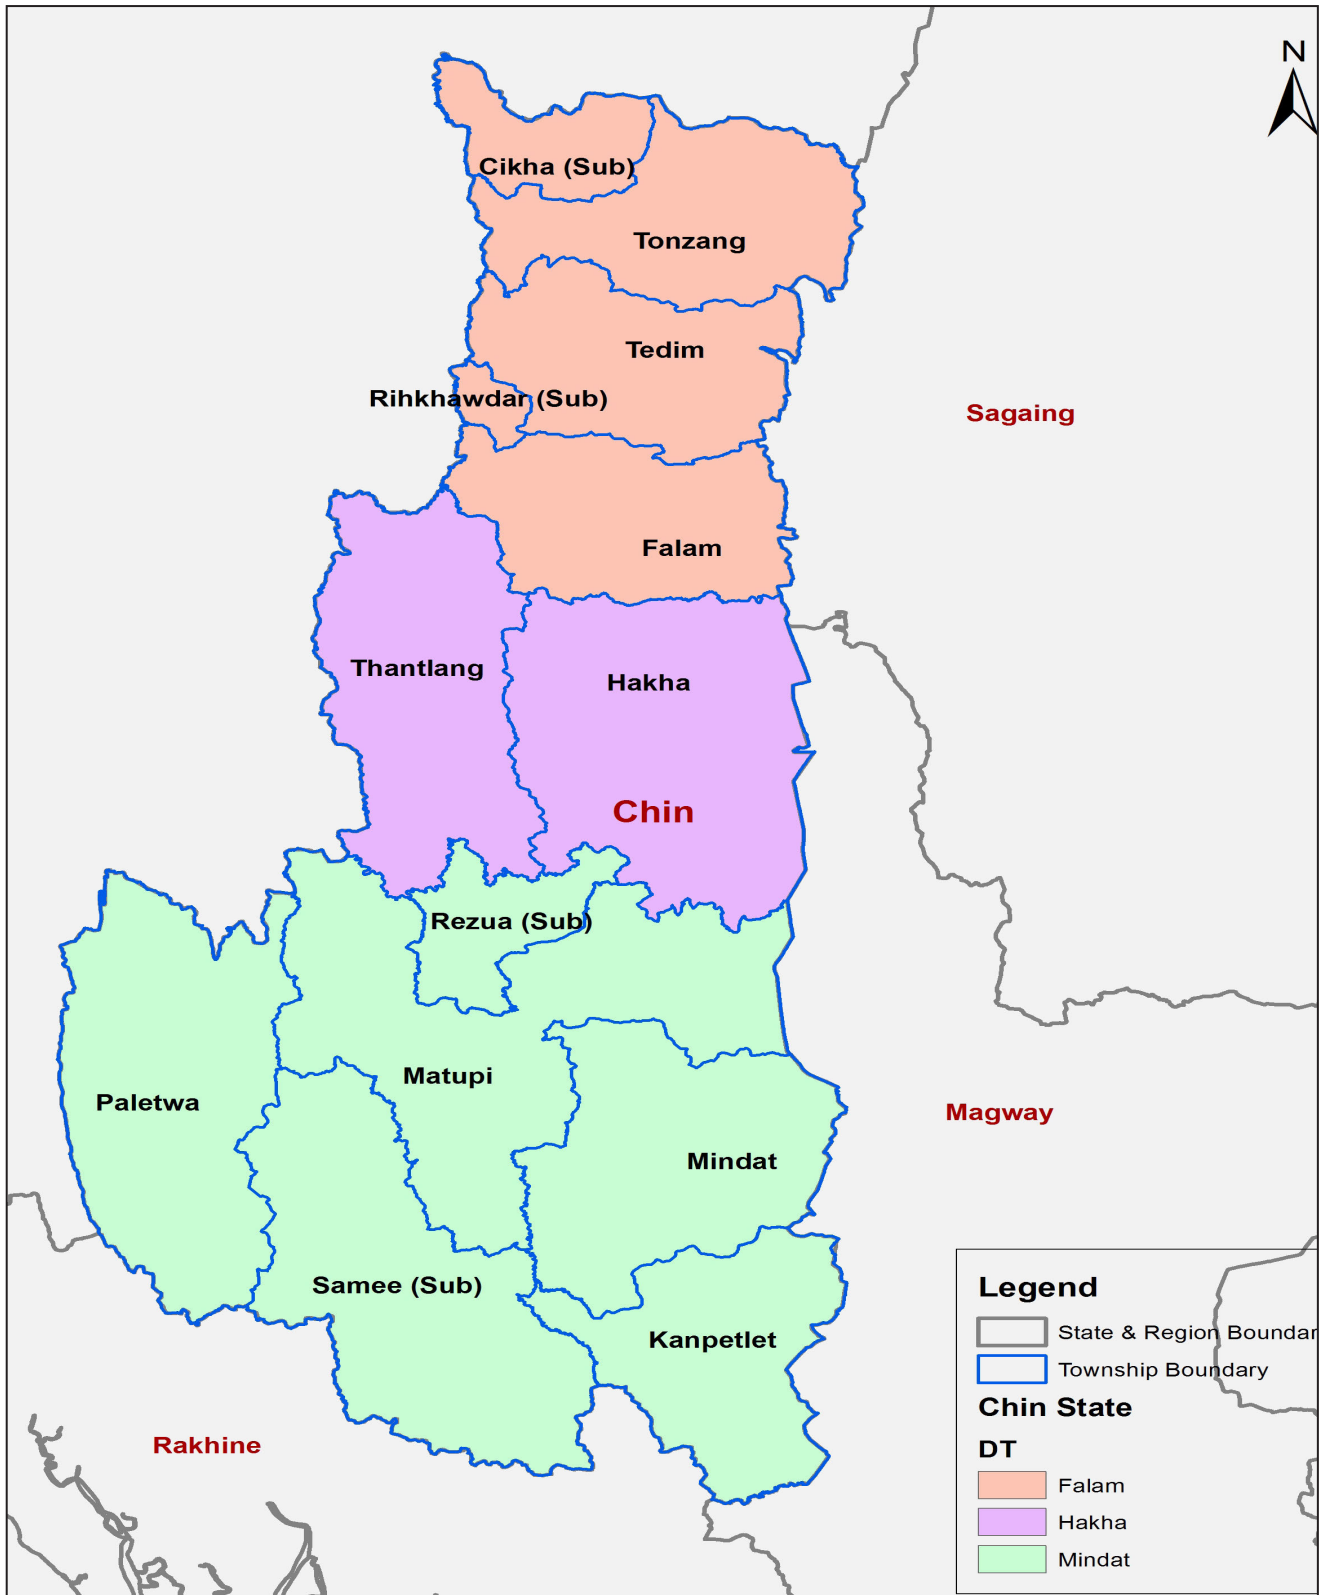 N
Cikha (Sub)
Tonzang
Tedim
Rihkhawdar (Sub)
Sagaing
Falam
Thantlang
Hakha
Chin
Rezua (Sub)
Matupi
Paletwa
Magway
Mindat
Samee (Sub)
Kanpetlet
Rakhine
Legend
State & Region Boundar
Township Boundary
Chin State
DT
Falam
Hakha
Mindat